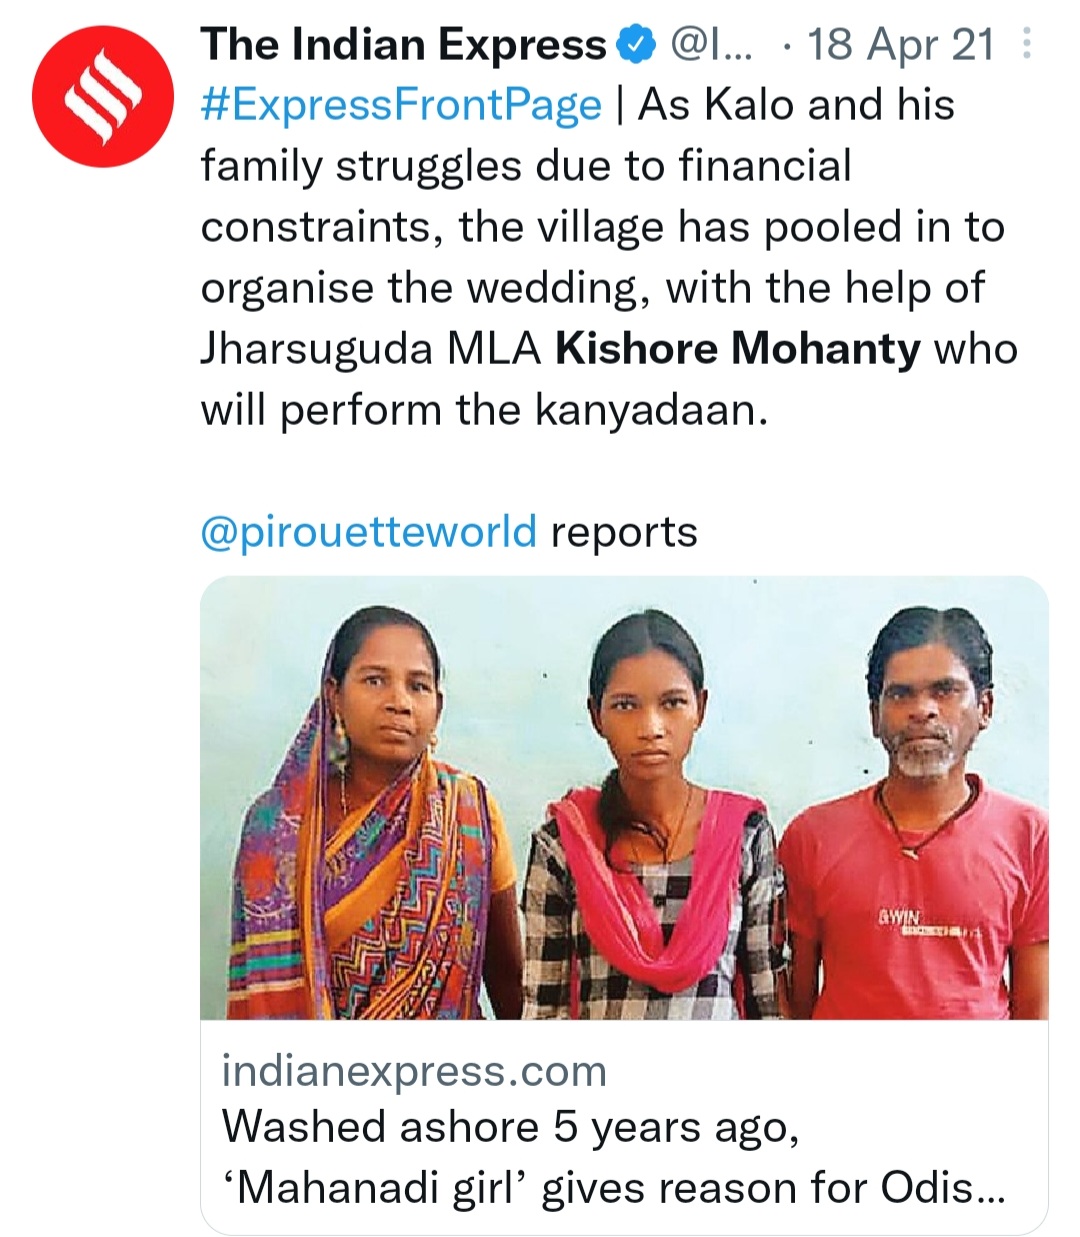 The Indian Express @I... · 18 Apr 21
#ExpressFrontPage | As Kalo and his
family struggles due to financial
constraints, the village has pooled in to
organise the wedding, with the help of
Jharsuguda MLA Kishore Mohanty who
will perform the kanyadaan.
@pirouetteworld reports
GWIN
indianexpress.com
Washed ashore 5 years ago,
‘Mahanadi girl’ gives reason for Odis...